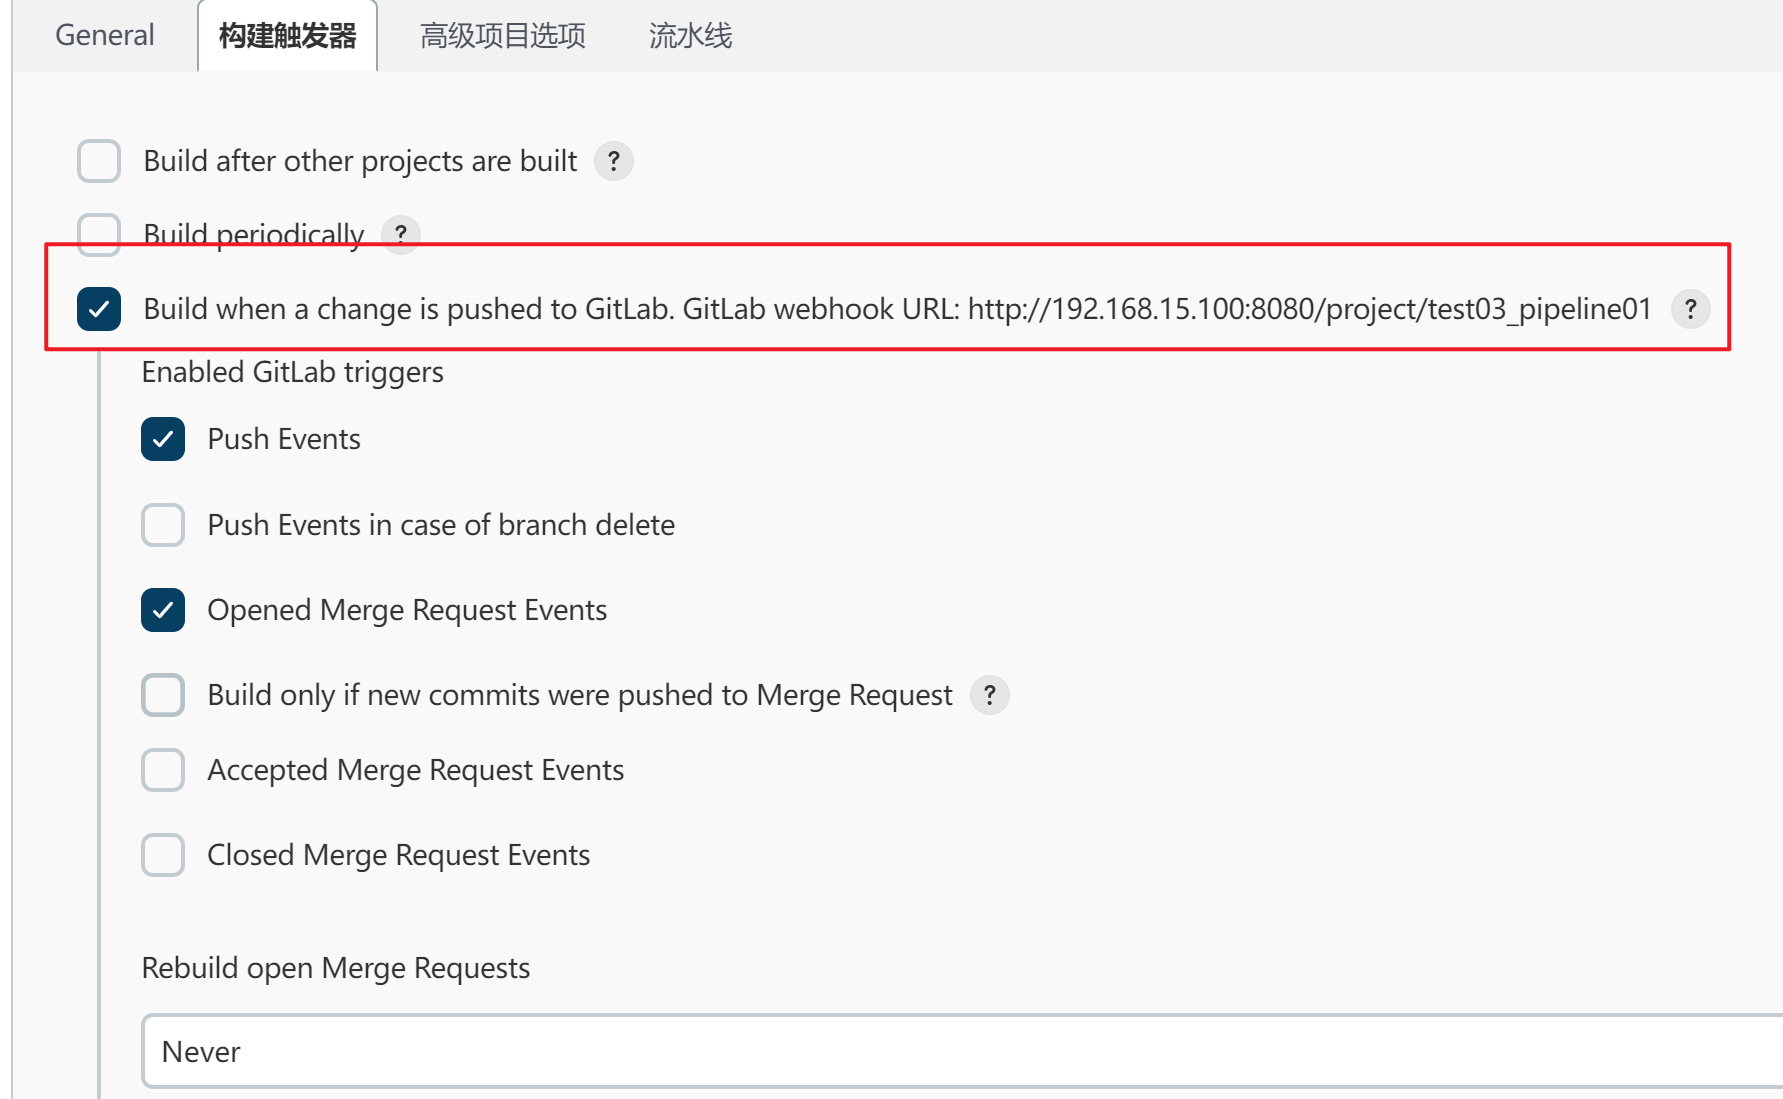 General 构建触发器 高级项目选项 流水线
Build after other projects are built ?
Build periodically ?
Build when a change is pushed to GitLab. GitLab webhook URL: http://192.168.15.100:8080/project/test03_pipeline01 ?
Enabled GitLab triggers
Push Events
Push Events in case of branch delete
Opened Merge Request Events
Build only if new commits were pushed to Merge Request ?
Accepted Merge Request Events
Closed Merge Request Events
Rebuild open Merge Requests
Never